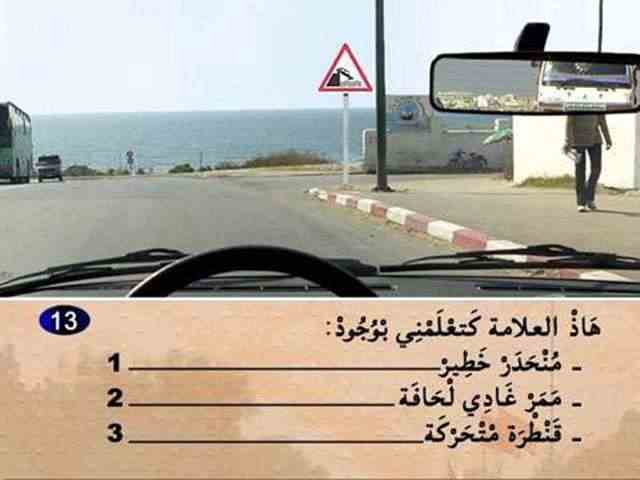 13
هَاذْ العلامة كَتعْلَمْنِي بْوُجُودْ:
- مُنْحَدَرْ خَطِيرْ 1
- مَمَرْ غَادِي لْحَافَة 2
- قَنْطْرَة مْتْحَرْكَة 3